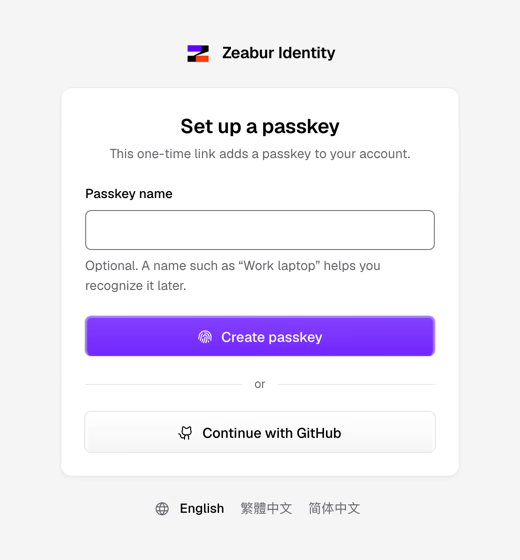 Zeabur Identity
Set up a passkey
This one-time link adds a passkey to your account.
Passkey name
Optional. A name such as “Work laptop” helps you
recognize it later.
Create passkey
or
Continue with GitHub
English 繁體中文 简体中文